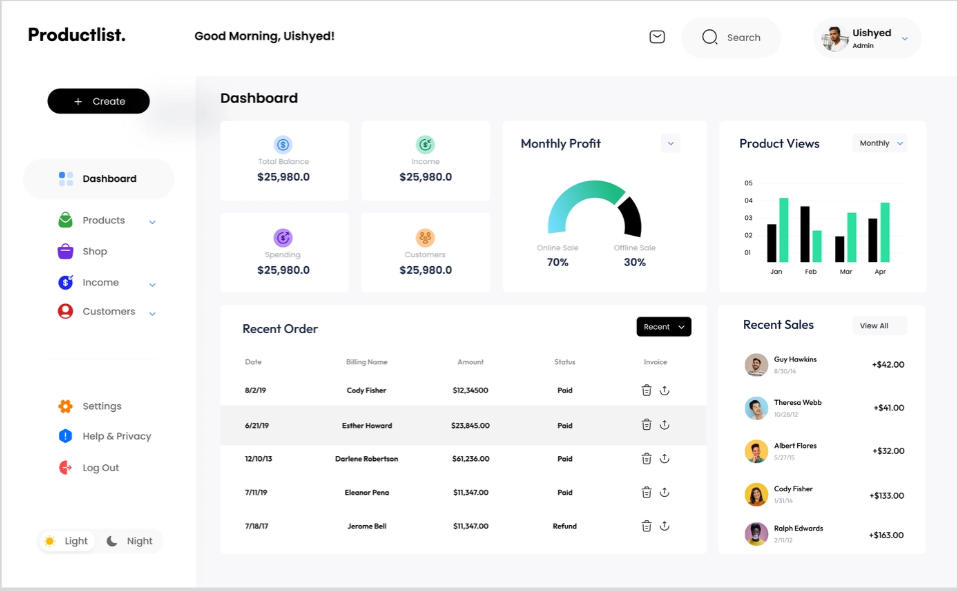 Productlist.
Good Morning, Uishyed!
Search
Uishyed
Admin
+ Create
Dashboard
Products
Shop
Income
Customers
Settings
Help & Privacy
Log Out
Light
Night
Dashboard
Total Balance
$25,980.0
Income
$25,980.0
Spending
$25,980.0
Customers
$25,980.0
Monthly Profit
Online Sale
70%
Offline Sale
30%
Product Views
Monthly
05
04
03
02
01
Jan Feb Mar Apr
Recent Order
Recent
Date Billing Name Amount Status Invoice
8/2/19 Cody Fisher $12,34500 Paid
6/21/19 Esther Howard $23,845.00 Paid
12/10/13 Darlene Robertson $61,236.00 Paid
7/11/19 Eleanor Pena $11,347.00 Paid
7/18/17 Jerome Bell $11,347.00 Refund
Recent Sales
View All
Guy Hawkins
8/30/14
+$42.00
Theresa Webb
10/28/12
+$41.00
Albert Flores
5/27/15
+$32.00
Cody Fisher
1/31/14
+$133.00
Ralph Edwards
2/11/12
+$163.00